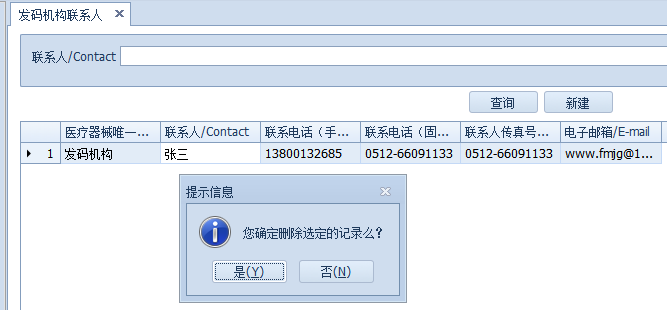 发码机构联系人
联系人/Contact
查询 新建
医疗器械唯一... 联系人/Contact 联系电话（手... 联系电话（固... 联系人传真号... 电子邮箱/E-mail
1 发码机构 张三 13800132685 0512-66091133 0512-66091133 www.fmjg@1...
提示信息
您确定删除选定的记录么?
是(Y) 否(N)